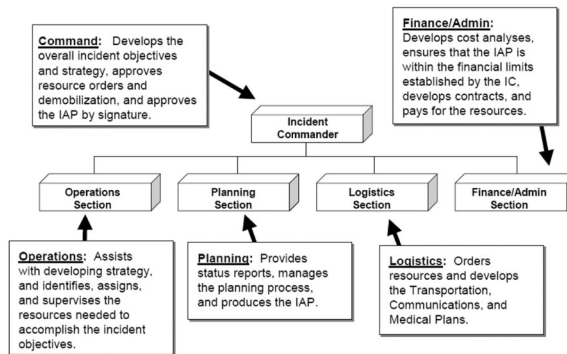 Command: Develops the
overall incident objectives
and strategy, approves
resource orders and
demobilization, and approves
the IAP by signature.
Finance/Admin:
Develops cost analyses,
ensures that the IAP is
within the financial limits
established by the IC,
develops contracts, and
pays for the resources.
Incident
Commander
Operations
Section
Planning
Section
Logistics
Section
Finance/Admin
Section
Operations: Assists
with developing strategy,
and identifies, assigns,
and supervises the
resources needed to
accomplish the incident
objectives.
Planning: Provides
status reports, manages
the planning process,
and produces the IAP.
Logistics: Orders
resources and develops
the Transportation,
Communications, and
Medical Plans.